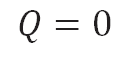 Q = 0